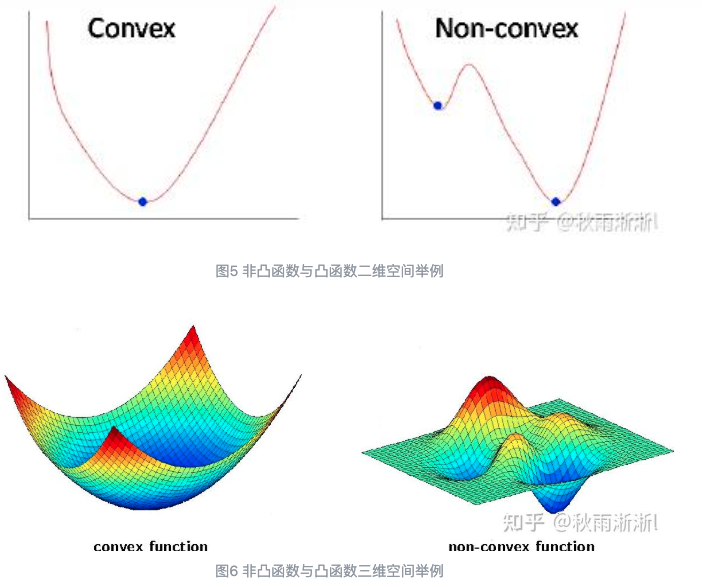 Convex
Non-convex
知乎 @秋雨淅淅l
图5 非凸函数与凸函数二维空间举例
知乎 @秋雨淅淅l
convex function
non-convex function
图6 非凸函数与凸函数三维空间举例